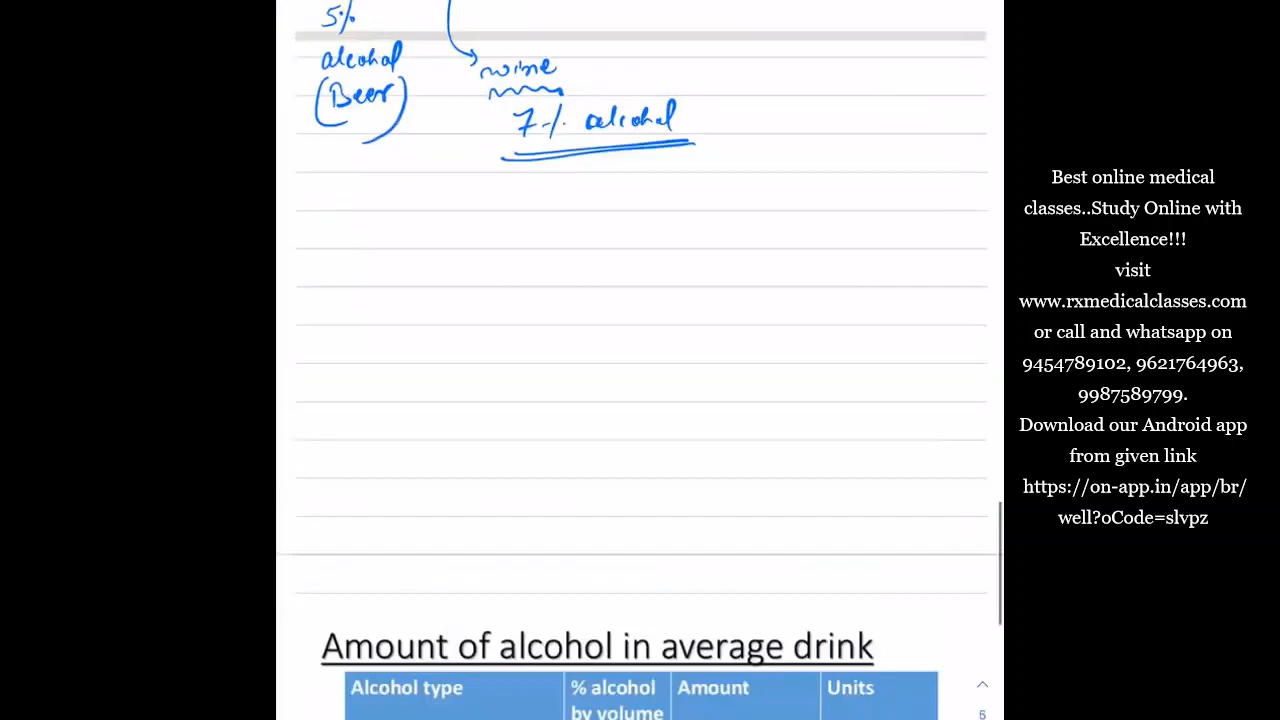 5%
alcohol
(Beer)
wine
7% alcohol
Amount of alcohol in average drink
Alcohol type
% alcohol
by volume
Amount
Units
6
Best online medical
classes..Study Online with
Excellence!!!
visit
www.rxmedicalclasses.com
or call and whatsapp on
9454789102, 9621764963,
9987589799.
Download our Android app
from given link
https://on-app.in/app/br/
well?oCode=slvpz